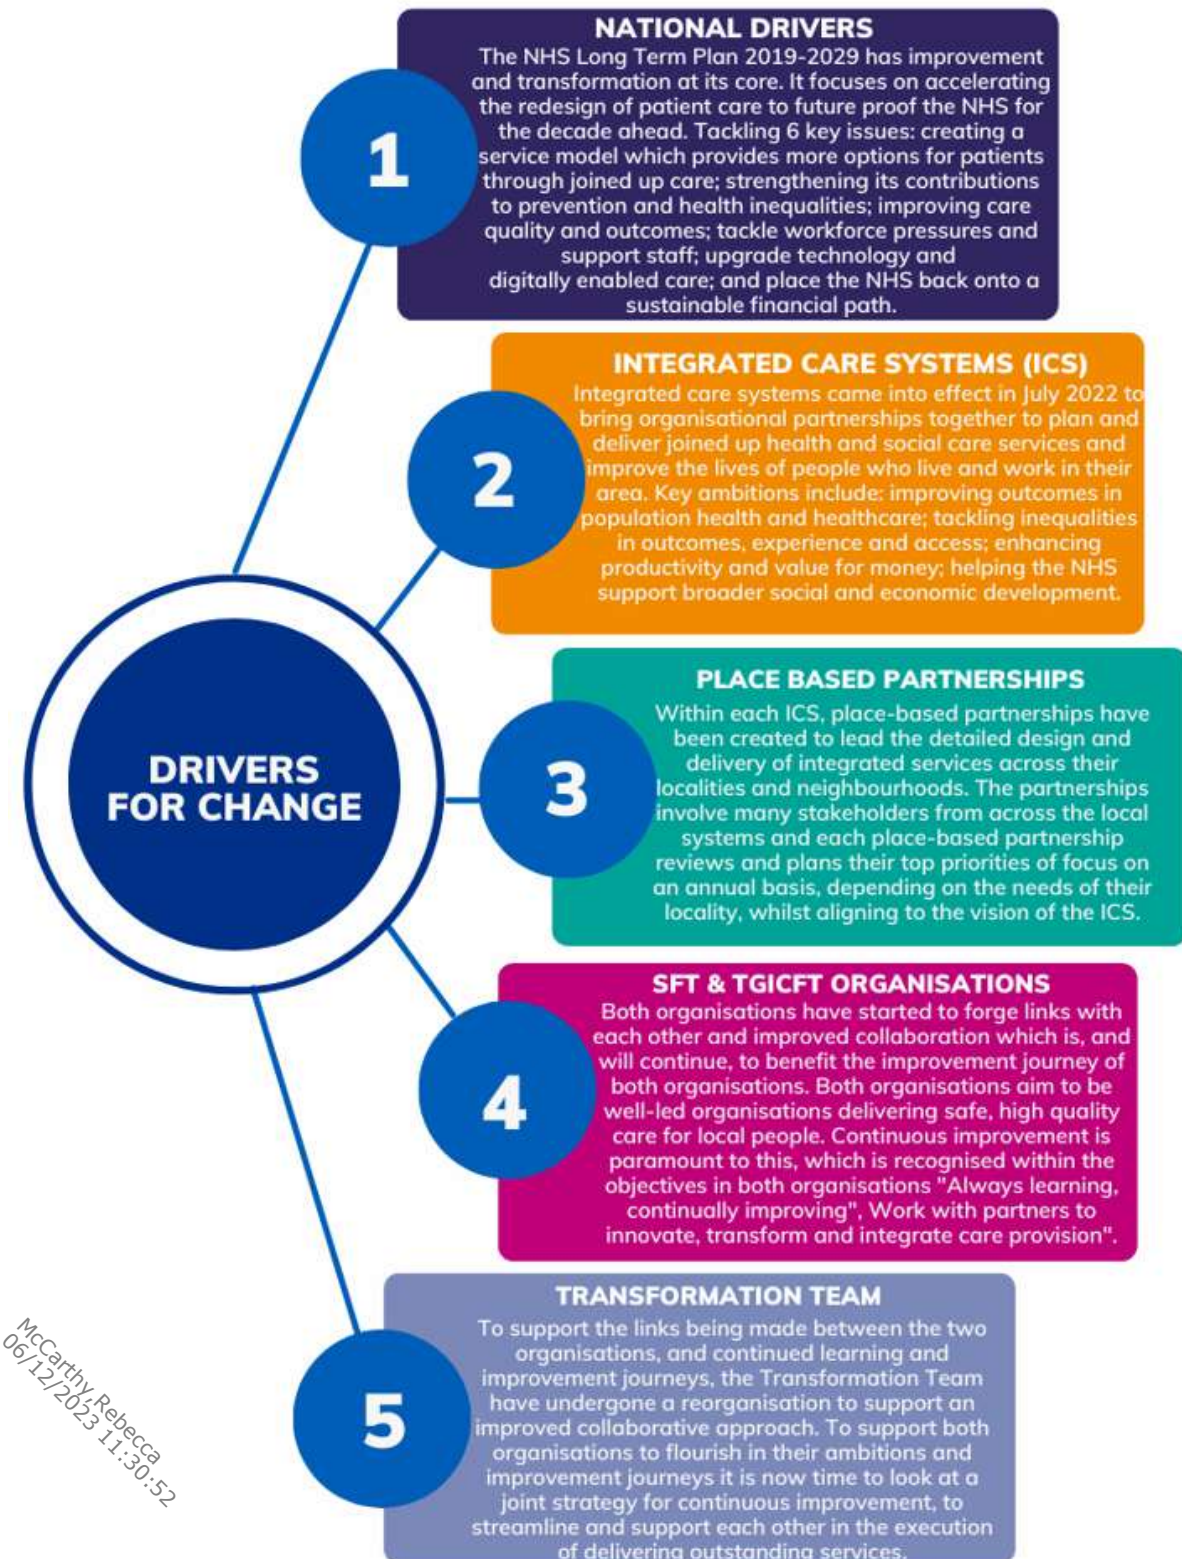 NATIONAL DRIVERS
The NHS Long Term Plan 2019-2029 has improvement
and transformation at its core. It focuses on accelerating
the redesign of patient care to future proof the NHS for
the decade ahead. Tackling 6 key issues: creating a
service model which provides more options for patients
through joined up care; strengthening its contributions
to prevention and health inequalities; improving care
quality and outcomes; tackle workforce pressures and
support staff; upgrade technology and
digitally enabled care; and place the NHS back onto a
sustainable financial path.
1
INTEGRATED CARE SYSTEMS (ICS)
Integrated care systems came into effect in July 2022 to
bring organisational partnerships together to plan and
deliver joined up health and social care services and
improve the lives of people who live and work in their
area. Key ambitions include: improving outcomes in
population health and healthcare; tackling inequalities
in outcomes, experience and access; enhancing
productivity and value for money; helping the NHS
support broader social and economic development.
2
PLACE BASED PARTNERSHIPS
Within each ICS, place-based partnerships have
been created to lead the detailed design and
delivery of integrated services across their
localities and neighbourhoods. The partnerships
involve many stakeholders from across the local
systems and each place-based partnership
reviews and plans their top priorities of focus on
an annual basis, depending on the needs of their
locality, whilst aligning to the vision of the ICS.
3
DRIVERS
FOR CHANGE
SFT & TGICFT ORGANISATIONS
Both organisations have started to forge links with
each other and improved collaboration which is, and
will continue, to benefit the improvement journey of
both organisations. Both organisations aim to be
well-led organisations delivering safe, high quality
care for local people. Continuous improvement is
paramount to this, which is recognised within the
objectives in both organisations "Always learning,
continually improving", Work with partners to
innovate, transform and integrate care provision".
4
TRANSFORMATION TEAM
To support the links being made between the two
organisations, and continued learning and
improvement journeys, the Transformation Team
have undergone a reorganisation to support an
improved collaborative approach. To support both
organisations to flourish in their ambitions and
improvement journeys it is now time to look at a
joint strategy for continuous improvement, to
streamline and support each other in the execution
of delivering outstanding services.
5
McCarthy, Rebecca
06/12/2023 11:30:52